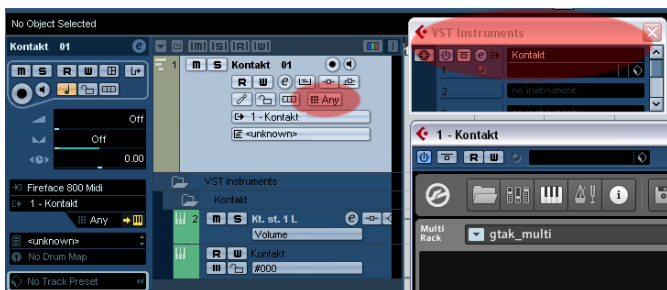 No Object Selected
Kontakt 01
M S R W
Off
Off
0.00
Fireface 800 Midi
1 - Kontakt
Any
<unknown>
No Drum Map
No Track Preset
[M] [S] [R] [W]
1 M S Kontakt 01
R W
Any
1 - Kontakt
<unknown>
VST Instruments
Kontakt
2 M S Kt. st. 1 L
Volume
R W Kontakt
#000
VST Instruments
Kontakt
1
2 no instrument
1 - Kontakt
R W
Multi
Rack
gtak_multi